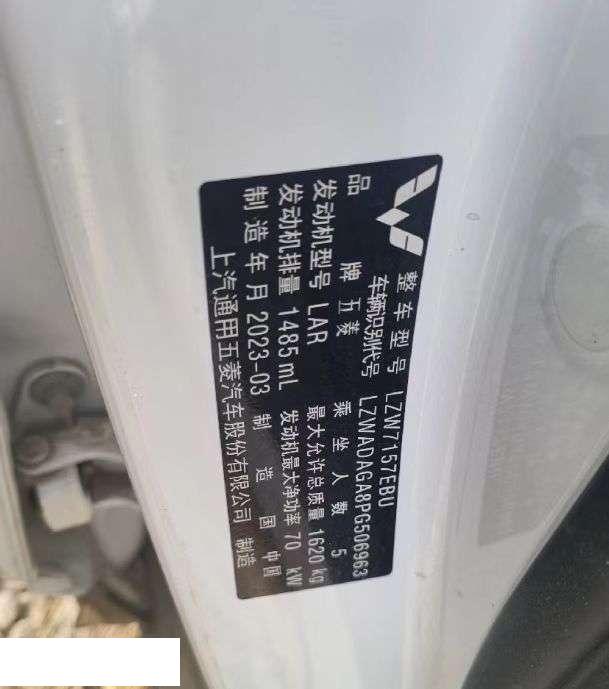 整车型号 LZW7157EBU
车辆识别代号 LZWADAGA8PG506963
品牌 五菱 乘坐人数 5
发动机型号 LAR 最大允许总质量 1620 kg
发动机排量 1485 mL 发动机最大净功率 70 kW
制造年月 2023-03 制造国 中国
上汽通用五菱汽车股份有限公司 制造